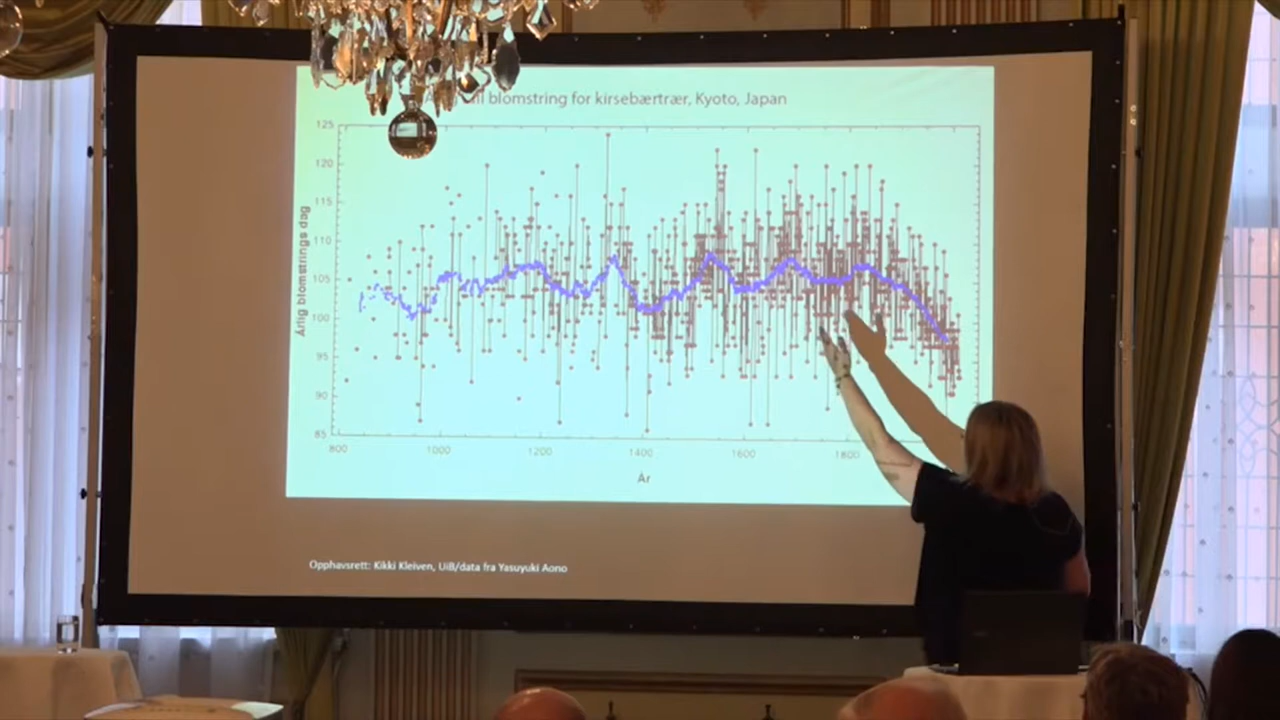 blomstring for kirsebærtrær, Kyoto, Japan
125
120
115
110
105
100
95
90
85
Årlig blomstrings dag
800 1000 1200 1400 1600 1800
År
Opphavsrett: Kikki Kleiven, UiB/data fra Yasuyuki Aono